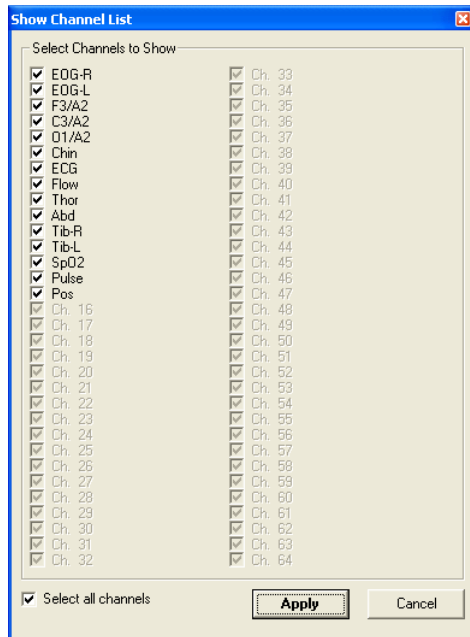 Show Channel List
Select Channels to Show
EOG-R
EOG-L
F3/A2
C3/A2
O1/A2
Chin
ECG
Flow
Thor
Abd
Tib-R
Tib-L
SpO2
Pulse
Pos
Ch. 16
Ch. 17
Ch. 18
Ch. 19
Ch. 20
Ch. 21
Ch. 22
Ch. 23
Ch. 24
Ch. 25
Ch. 26
Ch. 27
Ch. 28
Ch. 29
Ch. 30
Ch. 31
Ch. 32
Ch. 33
Ch. 34
Ch. 35
Ch. 36
Ch. 37
Ch. 38
Ch. 39
Ch. 40
Ch. 41
Ch. 42
Ch. 43
Ch. 44
Ch. 45
Ch. 46
Ch. 47
Ch. 48
Ch. 49
Ch. 50
Ch. 51
Ch. 52
Ch. 53
Ch. 54
Ch. 55
Ch. 56
Ch. 57
Ch. 58
Ch. 59
Ch. 60
Ch. 61
Ch. 62
Ch. 63
Ch. 64
Select all channels
Apply
Cancel